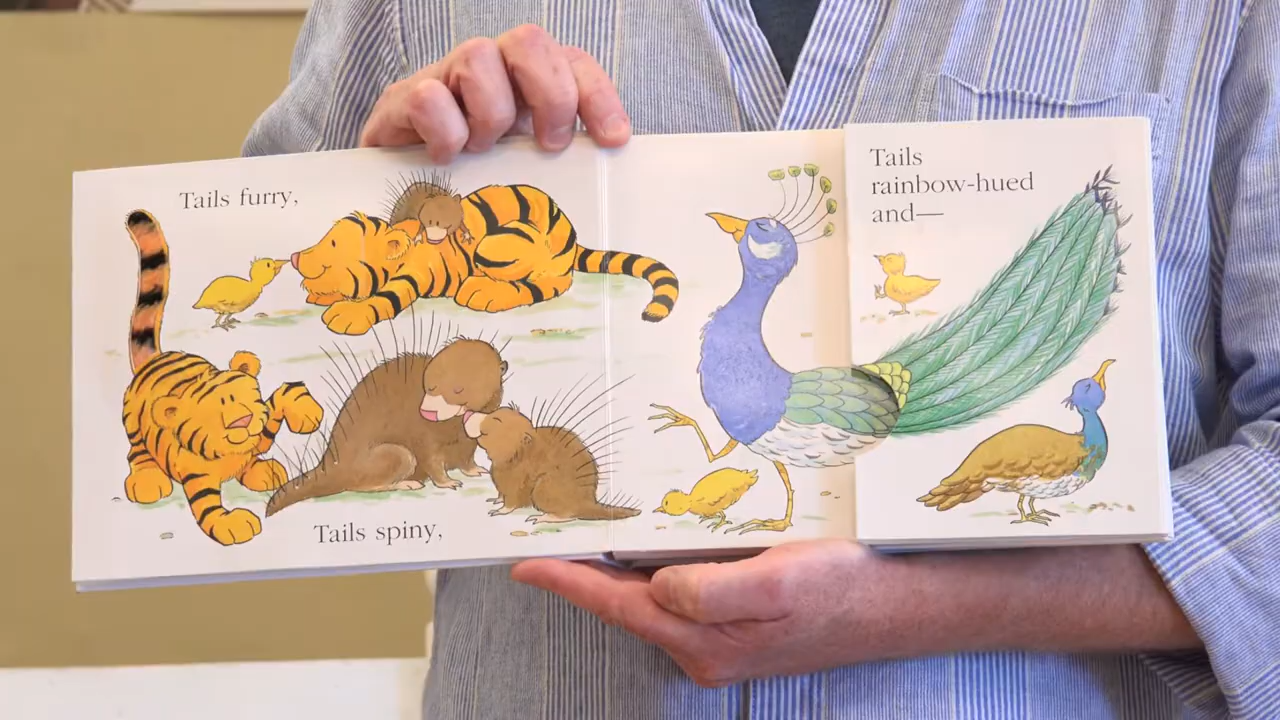 Tails furry,
Tails spiny,
Tails
rainbow-hued
and—